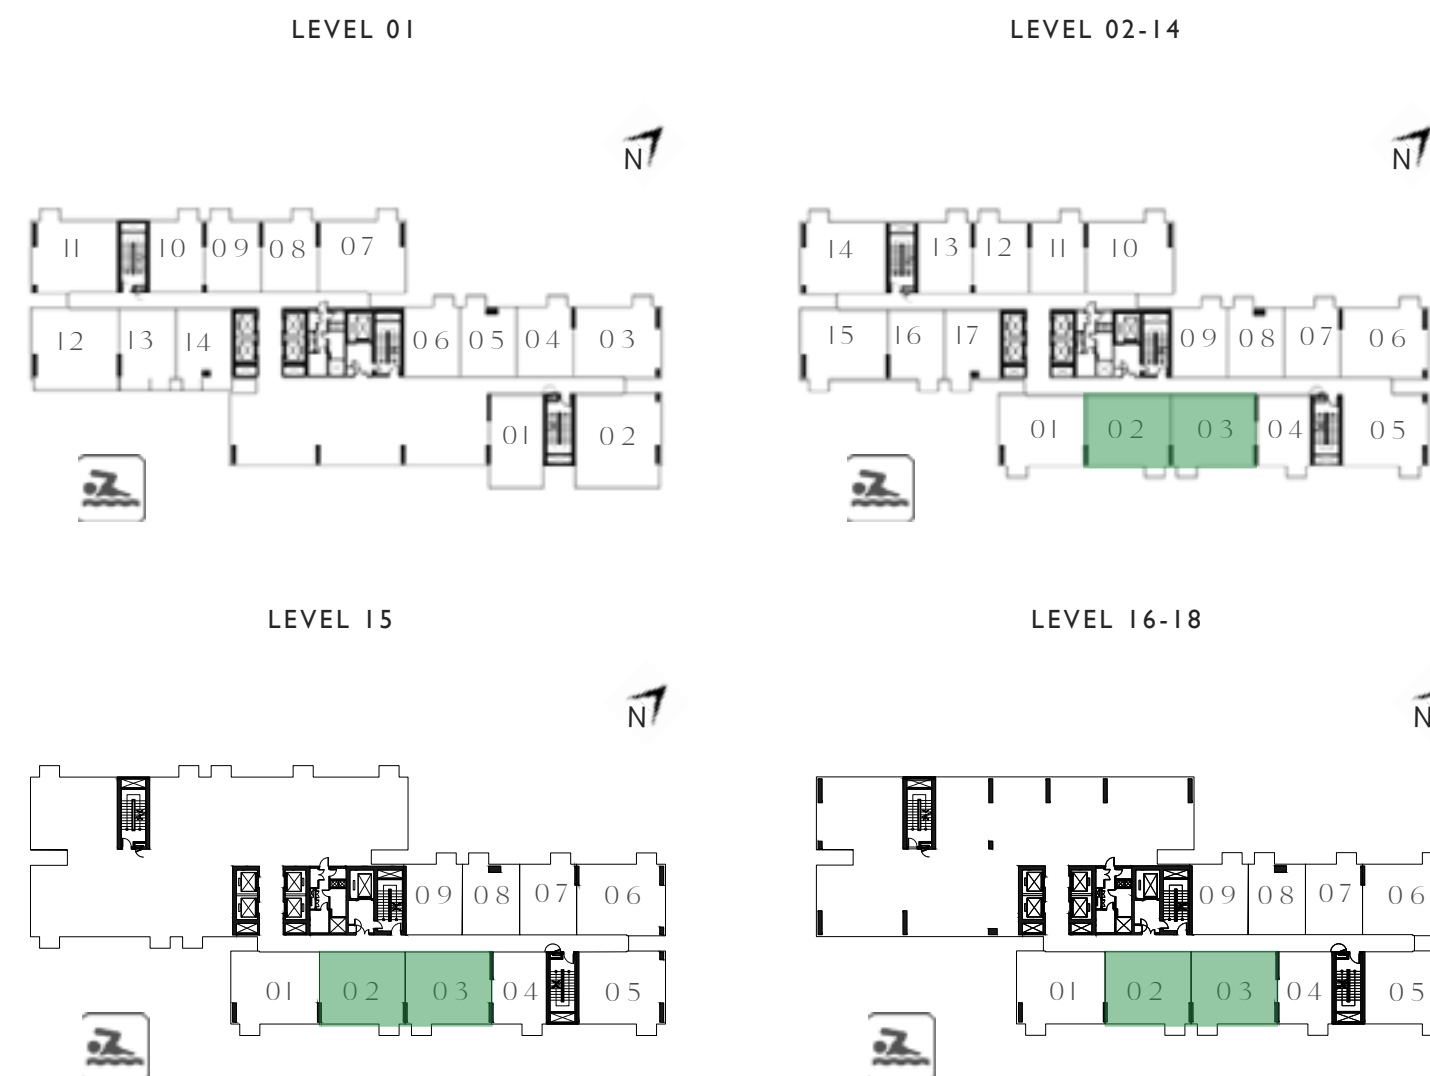 LEVEL 01
LEVEL 02-14
N
N
11 10 09 08 07
14 13 12 11 10
12 13 14 06 05 04 03
15 16 17 09 08 07 06
01 02
01 02 03 04 05
LEVEL 15
LEVEL 16-18
N
N
09 08 07 06
09 08 07 06
01 02 03 04 05
01 02 03 04 05